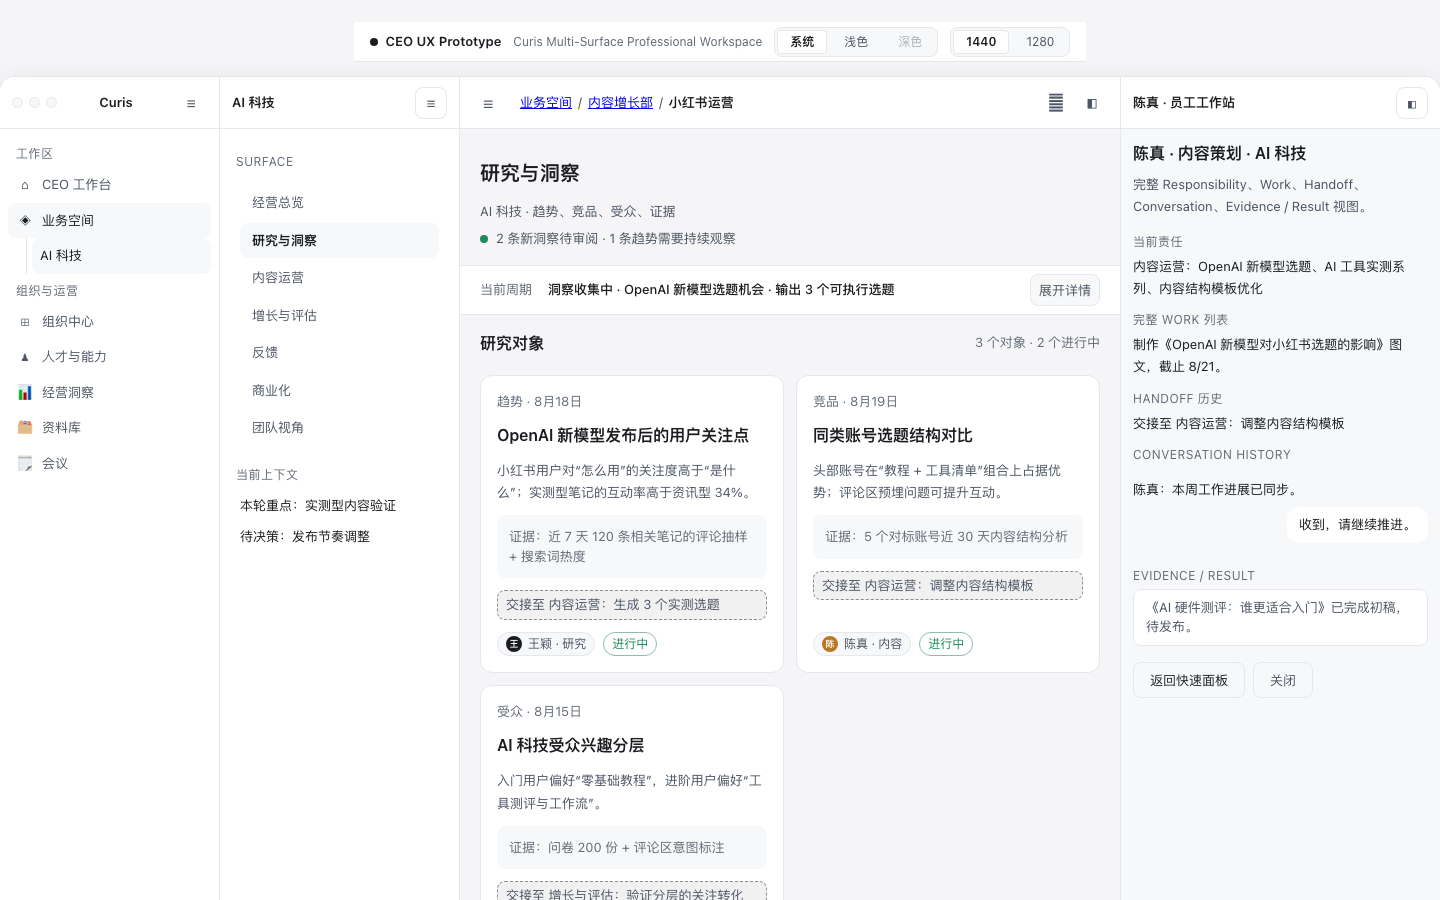 CEO UX Prototype Curis Multi-Surface Professional Workspace 系统 浅色 深色 1440 1280
Curis
工作区
CEO 工作台
业务空间
AI 科技
组织与运营
组织中心
人才与能力
经营洞察
资料库
会议
AI 科技
SURFACE
经营总览
研究与洞察
内容运营
增长与评估
反馈
商业化
团队视角
当前上下文
本轮重点：实测型内容验证
待决策：发布节奏调整
业务空间 / 内容增长部 / 小红书运营
研究与洞察
AI 科技 · 趋势、竞品、受众、证据
2 条新洞察待审阅 · 1 条趋势需要持续观察
当前周期 洞察收集中 · OpenAI 新模型选题机会 · 输出 3 个可执行选题 展开详情
研究对象 3 个对象 · 2 个进行中
趋势 · 8月18日
OpenAI 新模型发布后的用户关注点
小红书用户对“怎么用”的关注度高于“是什
么”；实测型笔记的互动率高于资讯型 34%。
证据：近 7 天 120 条相关笔记的评论抽样
+ 搜索词热度
交接至 内容运营：生成 3 个实测选题
王 王颖 · 研究 进行中
竞品 · 8月19日
同类账号选题结构对比
头部账号在“教程 + 工具清单”组合上占据优
势；评论区预埋问题可提升互动。
证据：5 个对标账号近 30 天内容结构分析
交接至 内容运营：调整内容结构模板
陈 陈真 · 内容 进行中
受众 · 8月15日
AI 科技受众兴趣分层
入门用户偏好“零基础教程”，进阶用户偏好“工
具测评与工作流”。
证据：问卷 200 份 + 评论区意图标注
交接至 增长与评估：验证分层的关注转化
陈真 · 员工工作站
陈真 · 内容策划 · AI 科技
完整 Responsibility、Work、Handoff、
Conversation、Evidence / Result 视图。
当前责任
内容运营：OpenAI 新模型选题、AI 工具实测系
列、内容结构模板优化
完整 WORK 列表
制作《OpenAI 新模型对小红书选题的影响》图
文，截止 8/21。
HANDOFF 历史
交接至 内容运营：调整内容结构模板
CONVERSATION HISTORY
陈真：本周工作进展已同步。
收到，请继续推进。
EVIDENCE / RESULT
《AI 硬件测评：谁更适合入门》已完成初稿，
待发布。
返回快速面板 关闭